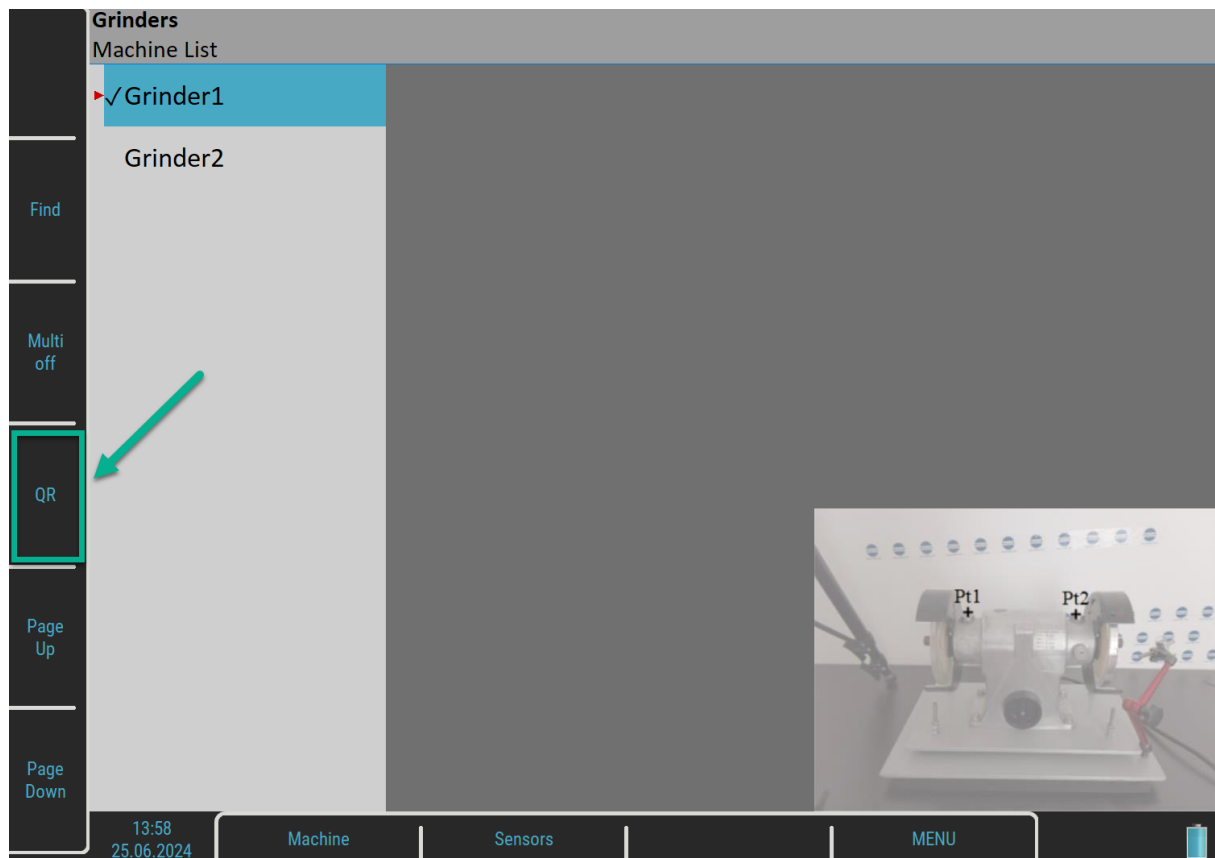 Grinders
Machine List
✓Grinder1
Grinder2
Find
Multi
off
QR
Page
Up
Page
Down
Pt1
Pt2
13:58
25.06.2024
Machine
Sensors
MENU